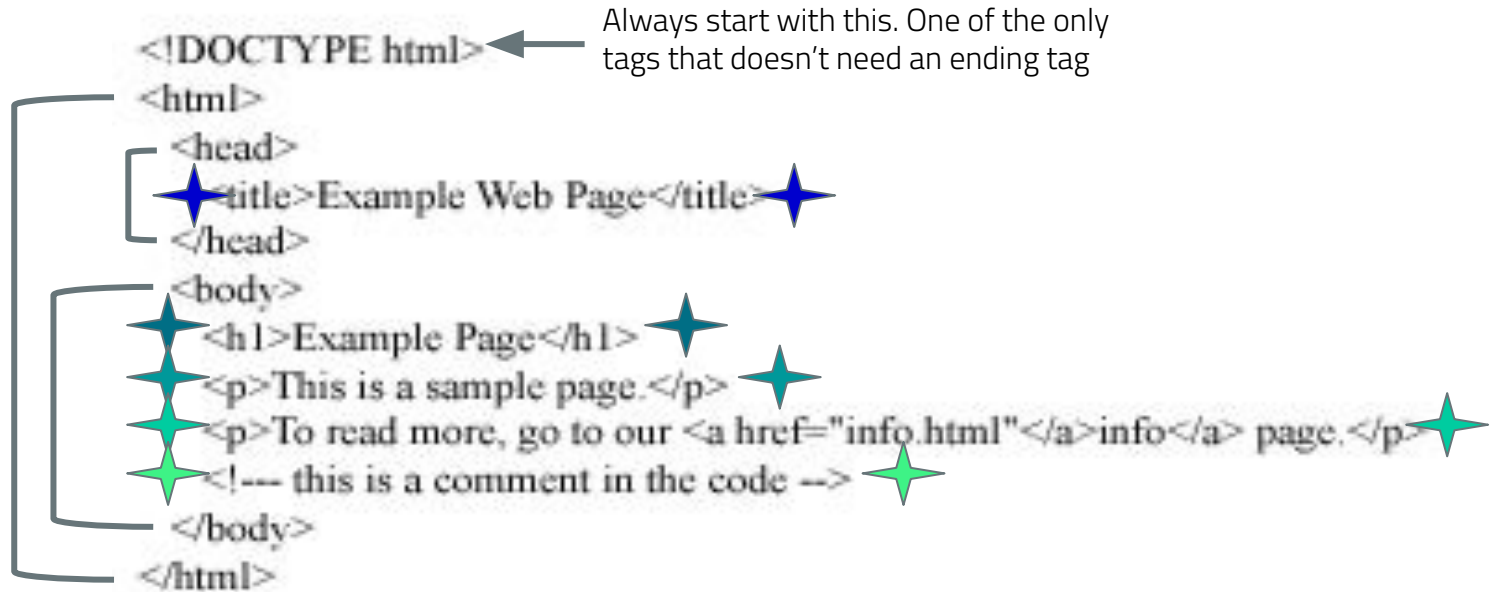 Always start with this. One of the only
tags that doesn't need an ending tag
<!DOCTYPE html>
<html>
<head>
<title>Example Web Page</title>
</head>
<body>
<h1>Example Page</h1>
<p>This is a sample page.</p>
<p>To read more, go to our <a href="info.html"</a>info</a> page.</p>
<!--- this is a comment in the code -->
</body>
</html>